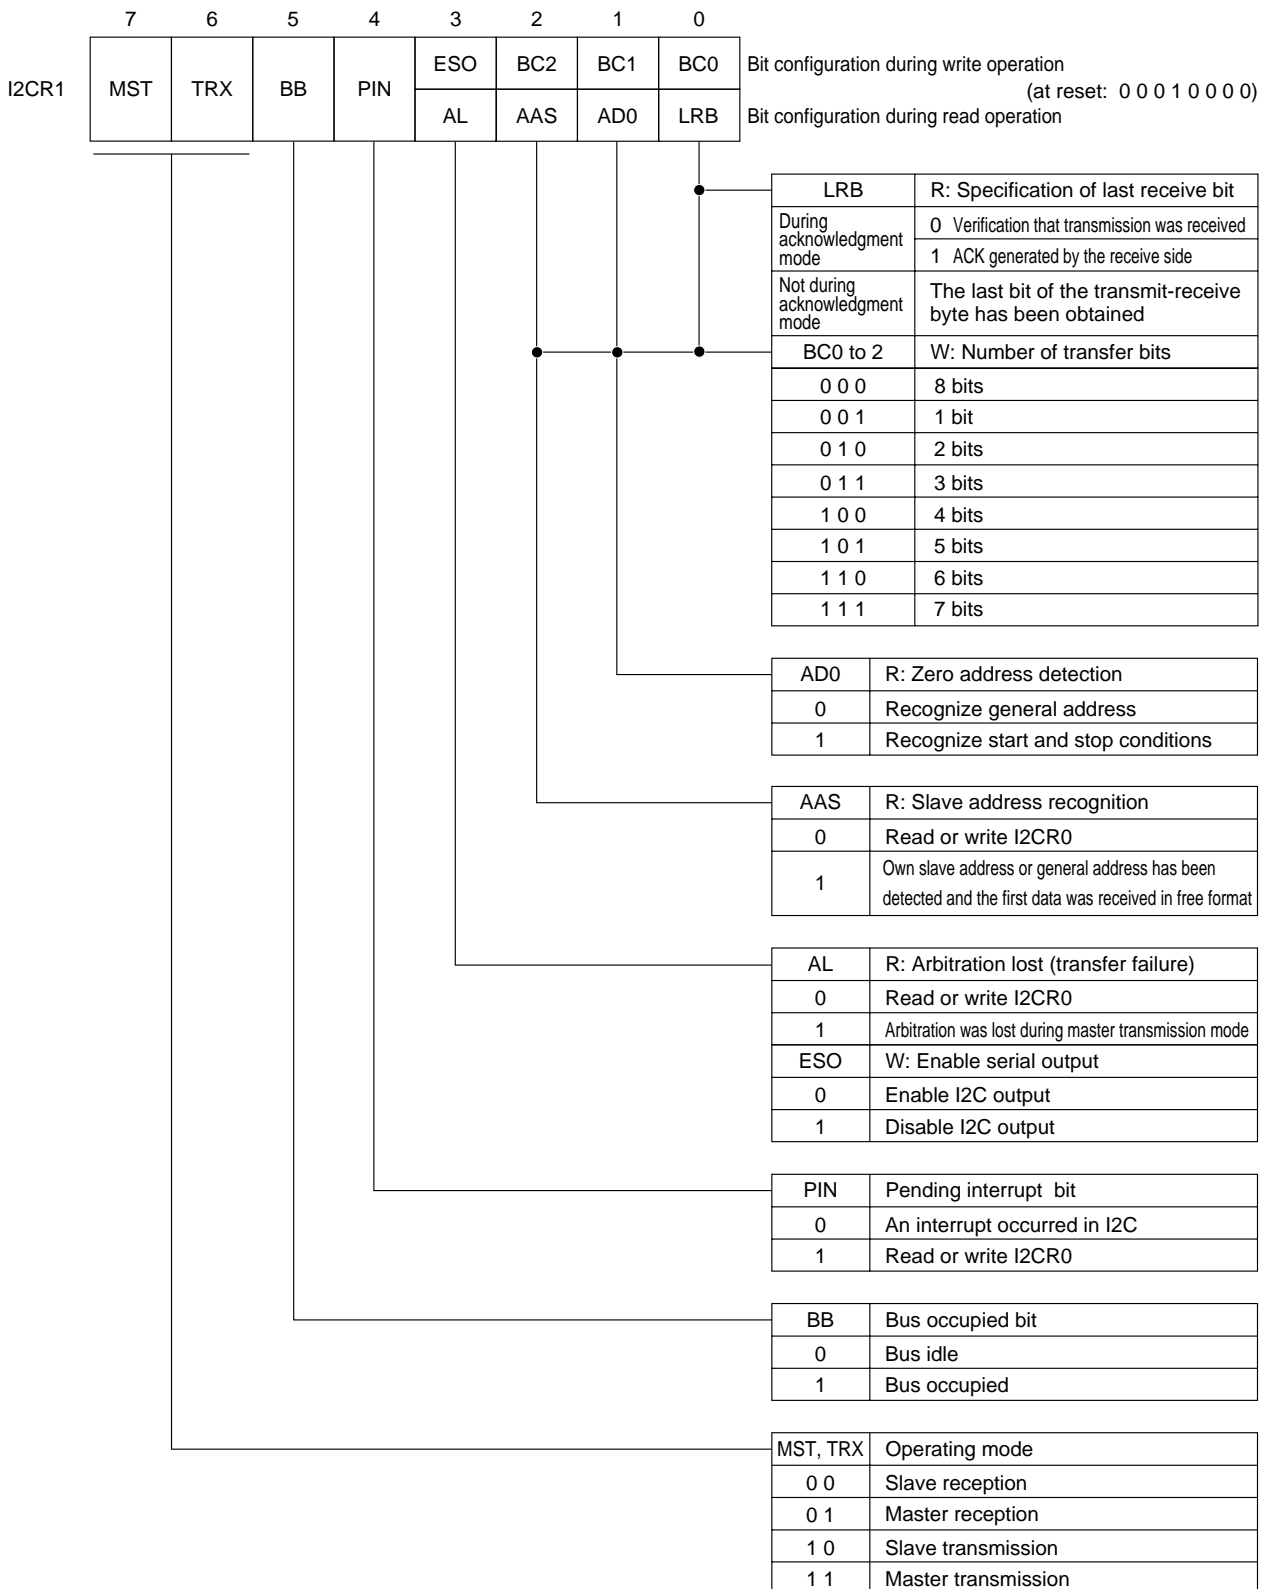 7 6 5 4 3 2 1 0
I2CR1 MST TRX BB PIN ESO BC2 BC1 BC0 Bit configuration during write operation
(at reset: 0 0 0 1 0 0 0 0)
AL AAS AD0 LRB Bit configuration during read operation
LRB R: Specification of last receive bit
During acknowledgment mode 0 Verification that transmission was received
1 ACK generated by the receive side
Not during acknowledgment mode The last bit of the transmit-receive byte has been obtained
BC0 to 2 W: Number of transfer bits
0 0 0 8 bits
0 0 1 1 bit
0 1 0 2 bits
0 1 1 3 bits
1 0 0 4 bits
1 0 1 5 bits
1 1 0 6 bits
1 1 1 7 bits
AD0 R: Zero address detection
0 Recognize general address
1 Recognize start and stop conditions
AAS R: Slave address recognition
0 Read or write I2CR0
1 Own slave address or general address has been
detected and the first data was received in free format
AL R: Arbitration lost (transfer failure)
0 Read or write I2CR0
1 Arbitration was lost during master transmission mode
ESO W: Enable serial output
0 Enable I2C output
1 Disable I2C output
PIN Pending interrupt bit
0 An interrupt occurred in I2C
1 Read or write I2CR0
BB Bus occupied bit
0 Bus idle
1 Bus occupied
MST, TRX Operating mode
0 0 Slave reception
0 1 Master reception
1 0 Slave transmission
1 1 Master transmission